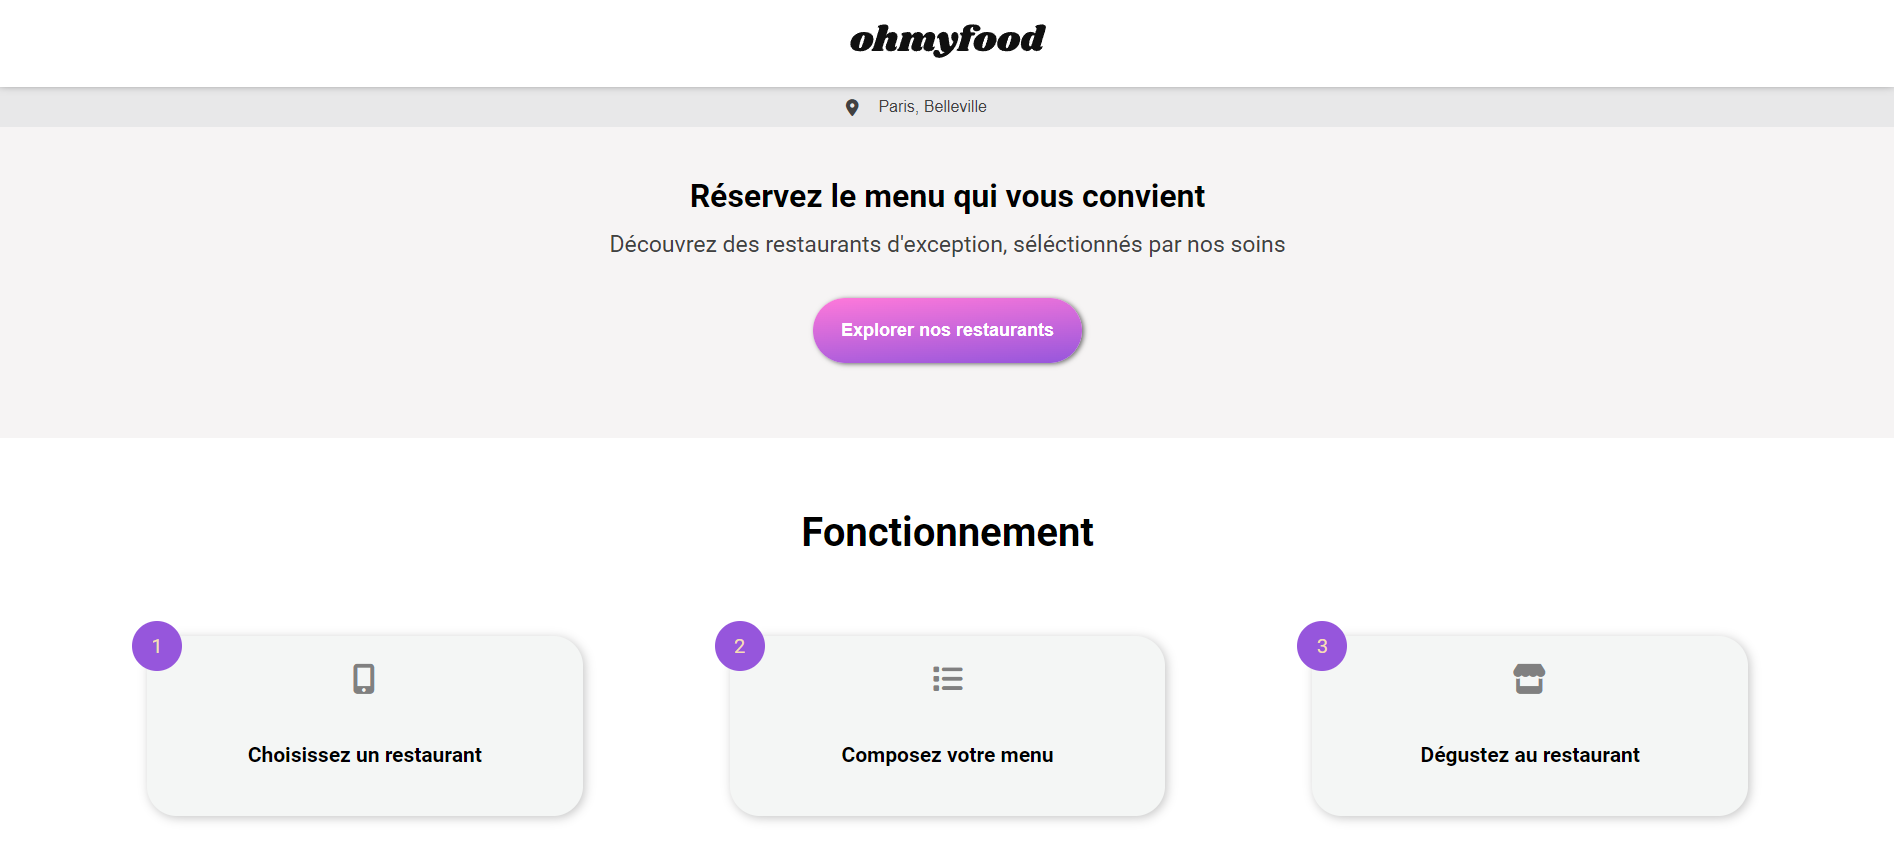 ohmyfood
Paris, Belleville
Réservez le menu qui vous convient
Découvrez des restaurants d'exception, séléctionnés par nos soins
Explorer nos restaurants
Fonctionnement
1
Choisissez un restaurant
2
Composez votre menu
3
Dégustez au restaurant